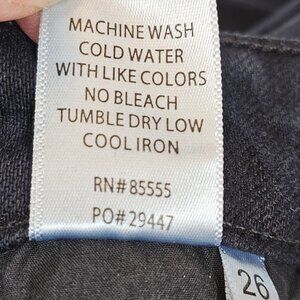 MACHINE WASH
COLD WATER
WITH LIKE COLORS
NO BLEACH
TUMBLE DRY LOW
COOL IRON
RN#85555
PO#29447
26